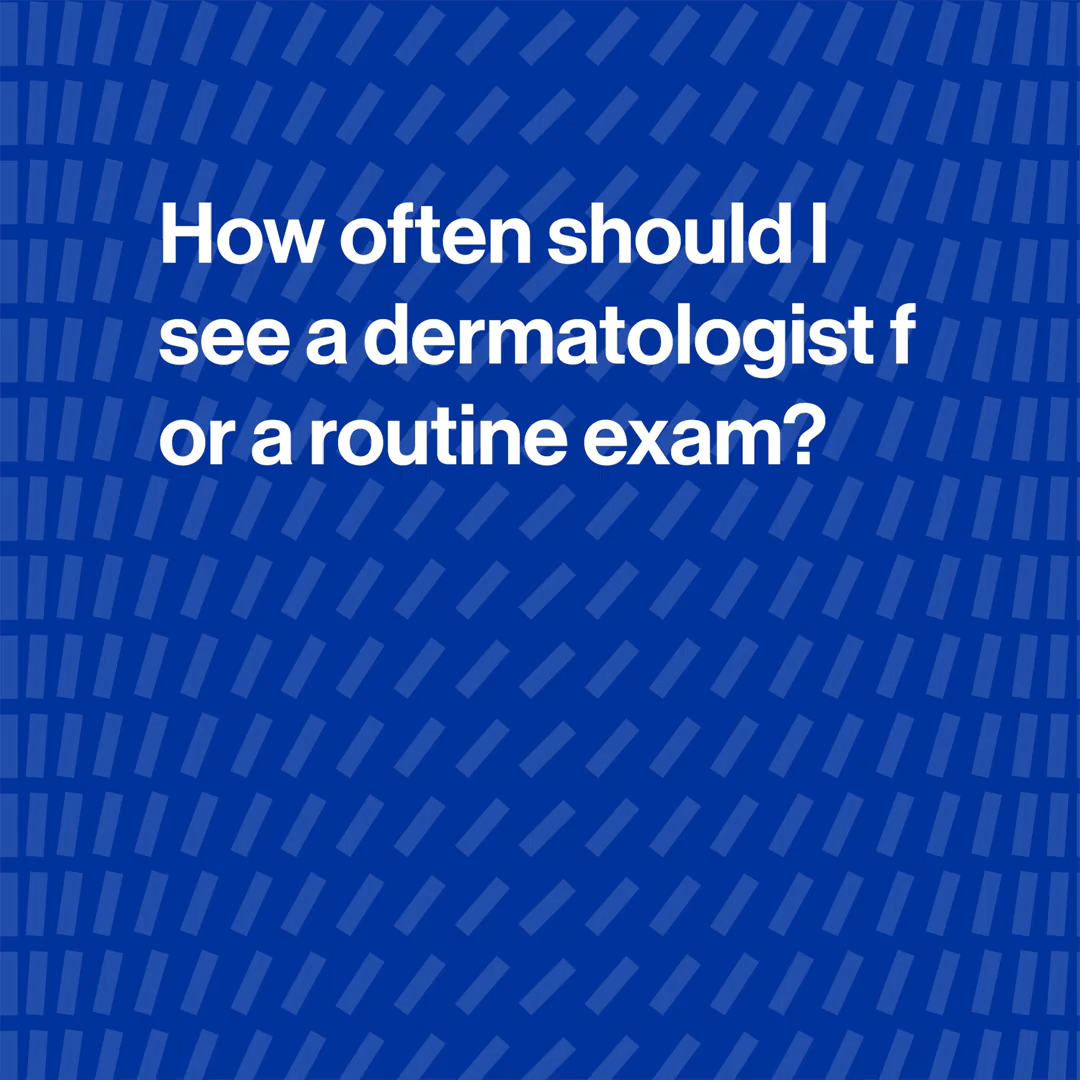 How often should I
see a dermatologist f
or a routine exam?